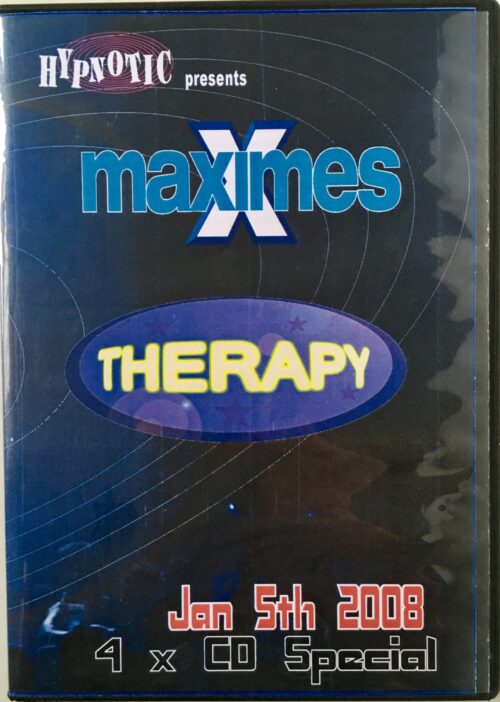 HYPNOTIC presents
maximes
X
THERAPY
Jan 5th 2008
4 x CD Special